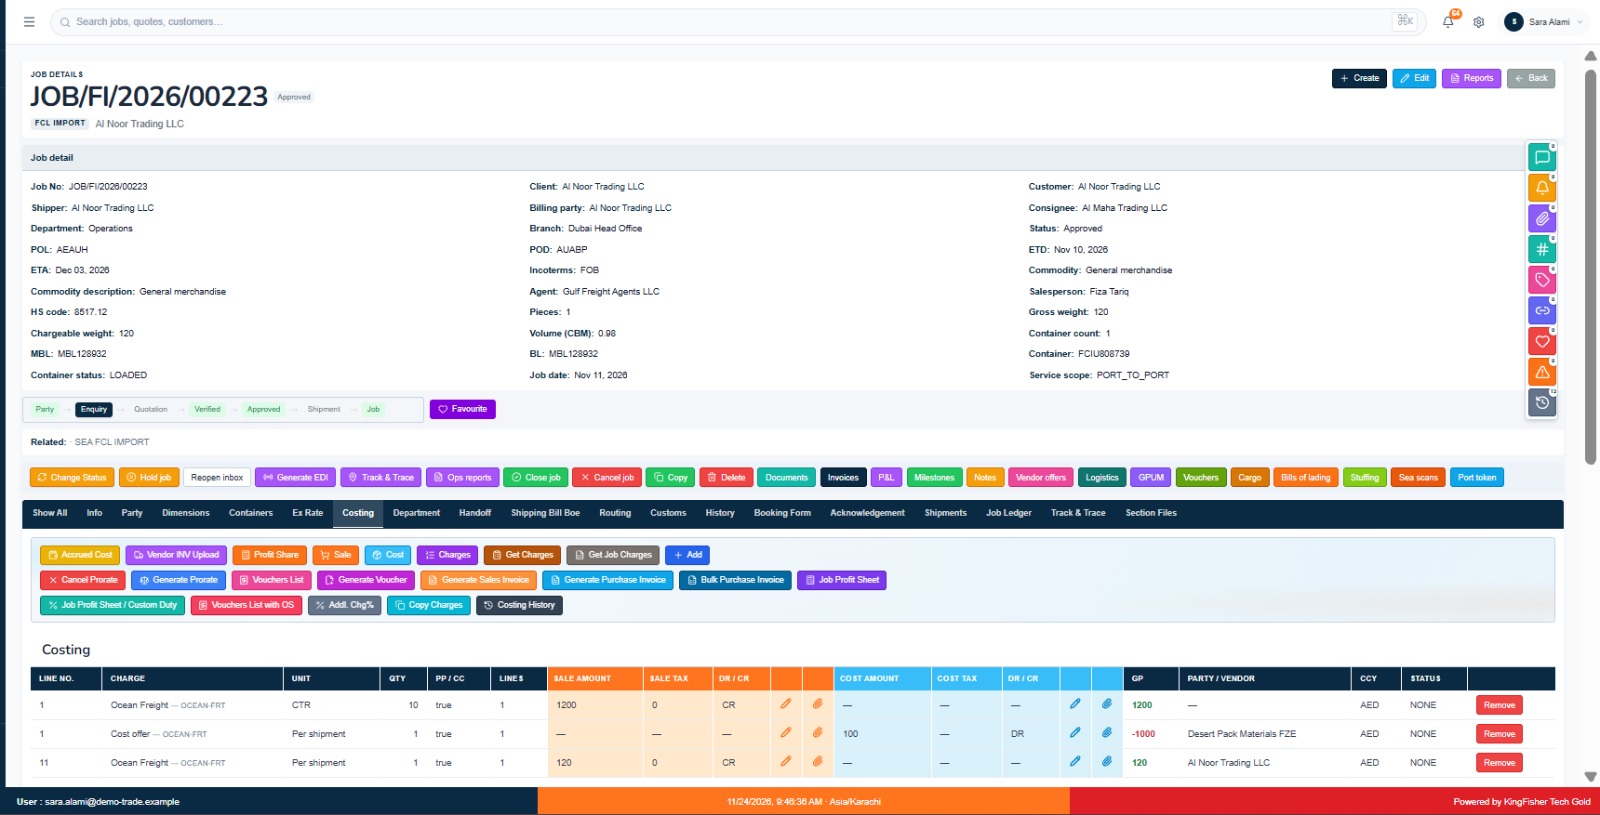 Search jobs, quotes, customers...
⌘K
64
S
Sara Alami
JOB DETAILS
JOB/FI/2026/00223
Approved
+ Create
Edit
Reports
← Back
FCL IMPORT
Al Noor Trading LLC
Job detail
Job No: JOB/FI/2026/00223
Client: Al Noor Trading LLC
Customer: Al Noor Trading LLC
Shipper: Al Noor Trading LLC
Billing party: Al Noor Trading LLC
Consignee: Al Maha Trading LLC
Department: Operations
Branch: Dubai Head Office
Status: Approved
POL: AEAUH
POD: AUABP
ETD: Nov 10, 2026
ETA: Dec 03, 2026
Incoterms: FOB
Commodity: General merchandise
Commodity description: General merchandise
Agent: Gulf Freight Agents LLC
Salesperson: Fiza Tariq
HS code: 8517.12
Pieces: 1
Gross weight: 120
Chargeable weight: 120
Volume (CBM): 0.98
Container count: 1
MBL: MBL128932
BL: MBL128932
Container: FCIU808739
Container status: LOADED
Job date: Nov 11, 2026
Service scope: PORT_TO_PORT
Party → Enquiry → Quotation → Verified → Approved → Shipment → Job
Favourite
Related: · SEA FCL IMPORT
Change Status
Hold job
Reopen inbox
Generate EDI
Track & Trace
Ops reports
Close job
Cancel job
Copy
Delete
Documents
Invoices
P&L
Milestones
Notes
Vendor offers
Logistics
GPUM
Vouchers
Cargo
Bills of lading
Stuffing
Sea scans
Port token
Show All
Info
Party
Dimensions
Containers
Ex Rate
Costing
Department
Handoff
Shipping Bill Boe
Routing
Customs
History
Booking Form
Acknowledgement
Shipments
Job Ledger
Track & Trace
Section Files
Accrued Cost
Vendor INV Upload
Profit Share
Sale
Cost
Charges
Get Charges
Get Job Charges
+ Add
Cancel Prorate
Generate Prorate
Vouchers List
Generate Voucher
Generate Sales Invoice
Generate Purchase Invoice
Bulk Purchase Invoice
Job Profit Sheet
Job Profit Sheet / Custom Duty
Vouchers List with OS
Addl. Chg%
Copy Charges
Costing History
Costing
LINE NO. CHARGE UNIT QTY PP / CC LINES SALE AMOUNT SALE TAX DR / CR COST AMOUNT COST TAX DR / CR GP PARTY / VENDOR CCY STATUS
1 Ocean Freight — OCEAN-FRT CTR 10 true 1 1200 0 CR — — — 1200 — AED NONE Remove
1 Cost offer — OCEAN-FRT Per shipment 1 true 1 — — — 100 — DR -1000 Desert Pack Materials FZE AED NONE Remove
11 Ocean Freight — OCEAN-FRT Per shipment 1 true 1 120 0 CR — — — 120 Al Noor Trading LLC AED NONE Remove
User : sara.alami@demo-trade.example
11/24/2026, 9:46:36 AM · Asia/Karachi
Powered by KingFisher Tech Gold